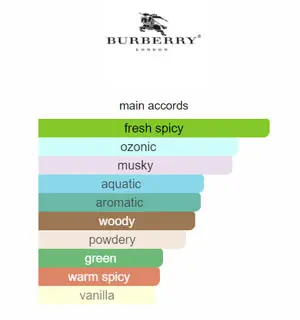 BURBERRY®
LONDON
main accords
fresh spicy
ozonic
musky
aquatic
aromatic
woody
powdery
green
warm spicy
vanilla